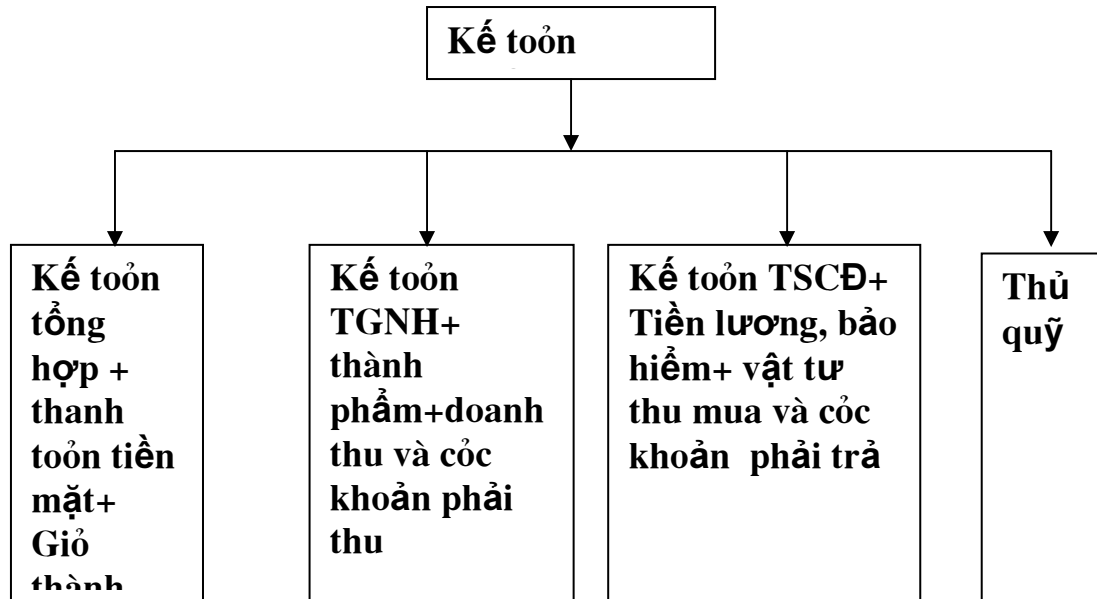 Kế toỏn
Kế toỏn
tổng
hợp +
thanh
toỏn tiền
mặt+
Giỏ
thành
Kế toỏn
TGNH+
thành
phẩm+doanh
thu và cỏc
khoản phải
thu
Kế toỏn TSCĐ+
Tiền lương, bảo
hiểm+ vật tư
thu mua và cỏc
khoản phải trả
Thủ
quỹ